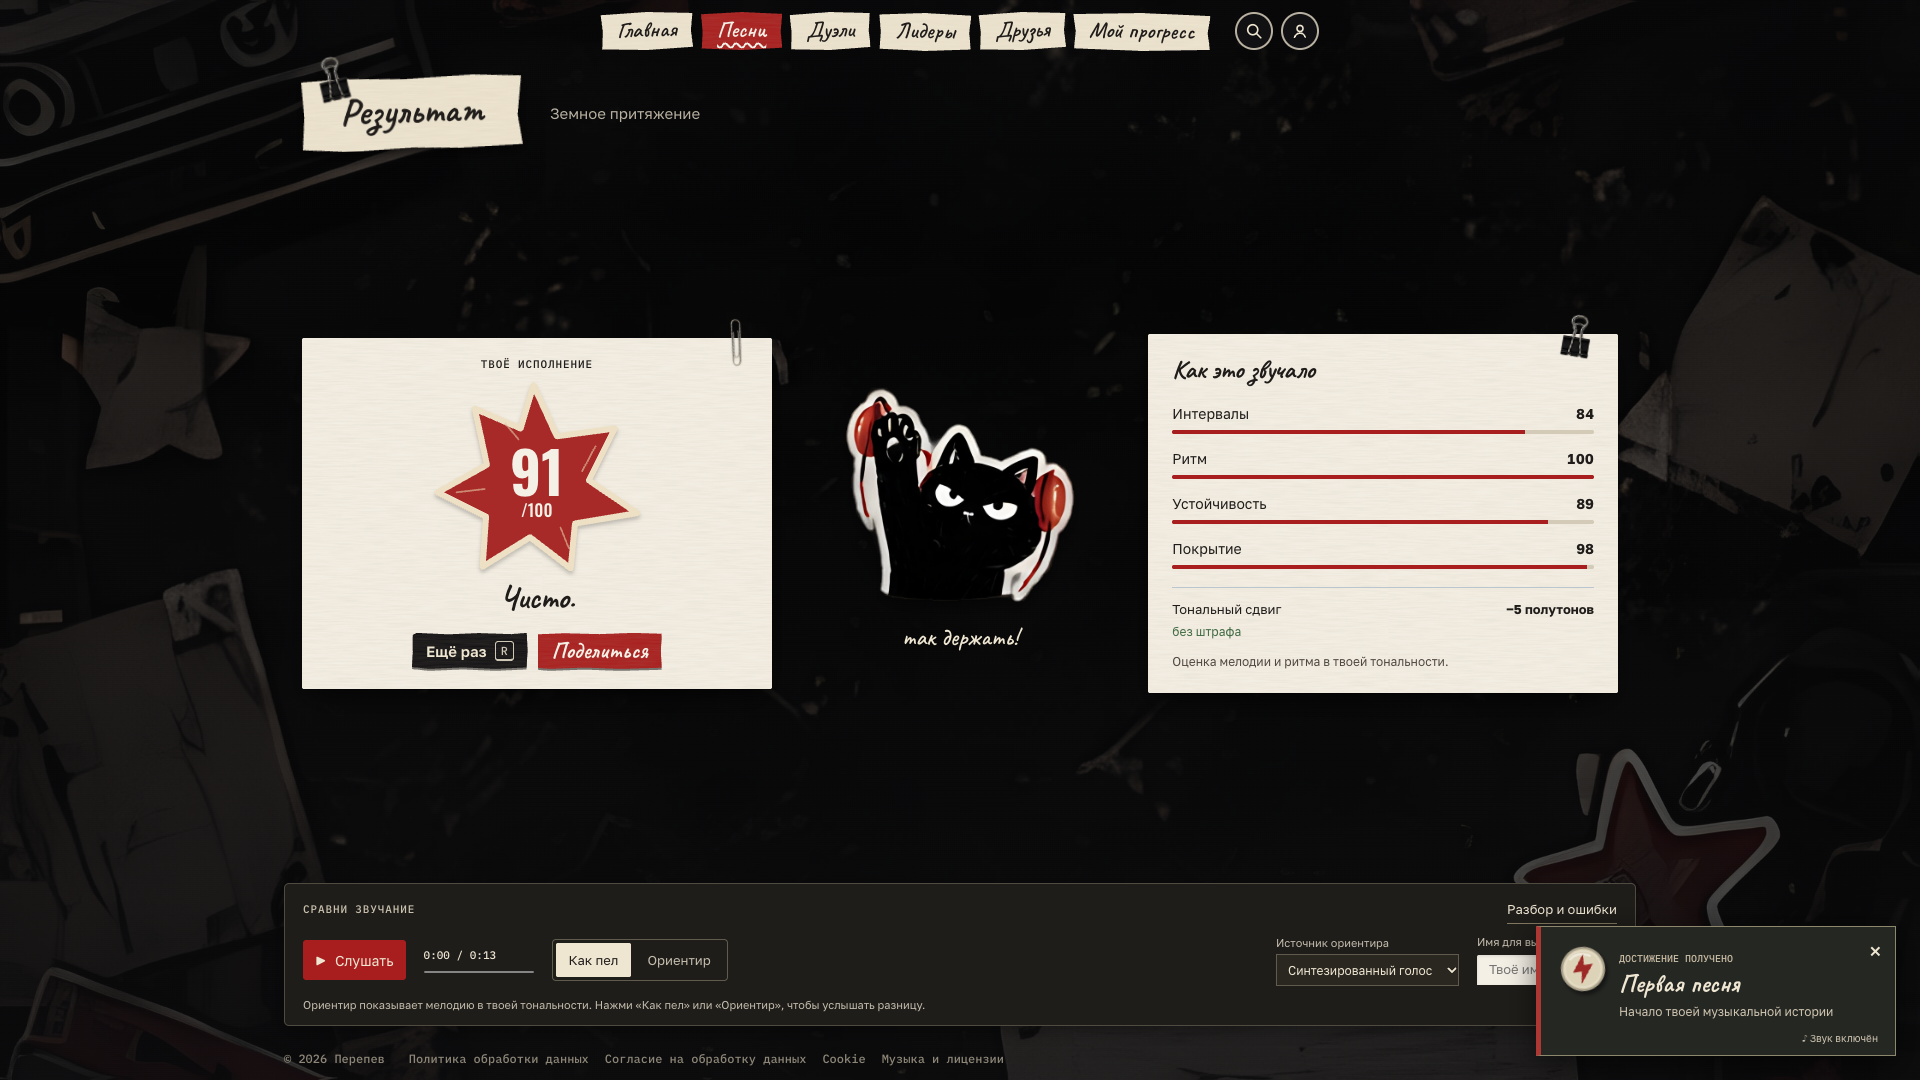 Главная Песни Дуэли Лидеры Друзья Мой прогресс
Результат
Земное притяжение
ТВОЁ ИСПОЛНЕНИЕ
91
/100
Чисто.
Ещё раз R Поделиться
так держать!
Как это звучало
Интервалы 84
Ритм 100
Устойчивость 89
Покрытие 98
Тональный сдвиг −5 полутонов
без штрафа
Оценка мелодии и ритма в твоей тональности.
СРАВНИ ЗВУЧАНИЕ
Разбор и ошибки
Слушать
0:00 / 0:13
Как пел Ориентир
Источник ориентира
Синтезированный голос
Имя для
Ориентир показывает мелодию в твоей тональности. Нажми «Как пел» или «Ориентир», чтобы услышать разницу.
ДОСТИЖЕНИЕ ПОЛУЧЕНО
Первая песня
Начало твоей музыкальной истории
♪ Звук включён
© 2026 Перепев Политика обработки данных Согласие на обработку данных Cookie Музыка и лицензии